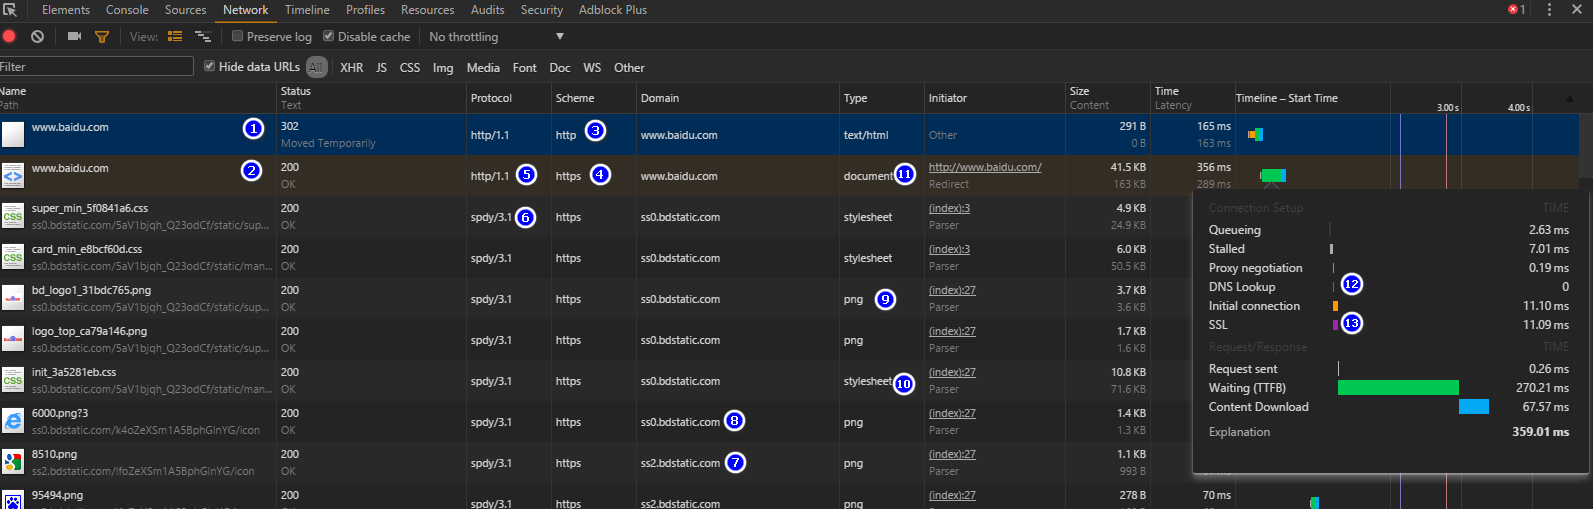 Elements Console Sources Network Timeline Profiles Resources Audits Security Adblock Plus 1
View: Preserve log Disable cache No throttling
Filter Hide data URLs All XHR JS CSS Img Media Font Doc WS Other
Name Status Protocol Scheme Domain Type Initiator Size Time Timeline – Start Time
Path Text Content Latency 3.00 s 4.00 s
www.baidu.com 1 302 http/1.1 http 3 www.baidu.com text/html Other 291 B 165 ms
Moved Temporarily 0 B 163 ms
www.baidu.com 2 200 http/1.1 5 https 4 www.baidu.com document 11 http://www.baidu.com/ 41.5 KB 356 ms
OK Redirect 163 KB 289 ms
super_min_5f0841a6.css 200 spdy/3.1 6 https ss0.bdstatic.com stylesheet (index):3 4.9 KB
ss0.bdstatic.com/5aV1bjqh_Q23odCf/static/sup... OK Parser 24.9 KB
card_min_e8bcf60d.css 200 spdy/3.1 https ss0.bdstatic.com stylesheet (index):3 6.0 KB
ss0.bdstatic.com/5aV1bjqh_Q23odCf/static/man... OK Parser 50.5 KB
bd_logo1_31bdc765.png 200 spdy/3.1 https ss0.bdstatic.com png 9 (index):27 3.7 KB
ss0.bdstatic.com/5aV1bjqh_Q23odCf/static/sup... OK Parser 3.6 KB
logo_top_ca79a146.png 200 spdy/3.1 https ss0.bdstatic.com png (index):27 1.7 KB
ss0.bdstatic.com/5aV1bjqh_Q23odCf/static/sup... OK Parser 1.6 KB
init_3a5281eb.css 200 spdy/3.1 https ss0.bdstatic.com stylesheet 10 (index):27 10.8 KB
ss0.bdstatic.com/5aV1bjqh_Q23odCf/static/man... OK Parser 71.6 KB
6000.png?3 200 spdy/3.1 https ss0.bdstatic.com 8 png (index):27 1.4 KB
ss0.bdstatic.com/k4oZeXSm1A5BphGlnYG/icon OK Parser 1.3 KB
8510.png 200 spdy/3.1 https ss2.bdstatic.com 7 png (index):27 1.1 KB
ss2.bdstatic.com/lfoZeXSm1A5BphGlnYG/icon OK Parser 993 B
95494.png 200 spdy/3.1 https ss2.bdstatic.com png (index):27 278 B 70 ms
Connection Setup TIME
Queueing 2.63 ms
Stalled 7.01 ms
Proxy negotiation 0.19 ms
DNS Lookup 12 0
Initial connection 11.10 ms
SSL 13 11.09 ms
Request/Response TIME
Request sent 0.26 ms
Waiting (TTFB) 270.21 ms
Content Download 67.57 ms
Explanation 359.01 ms